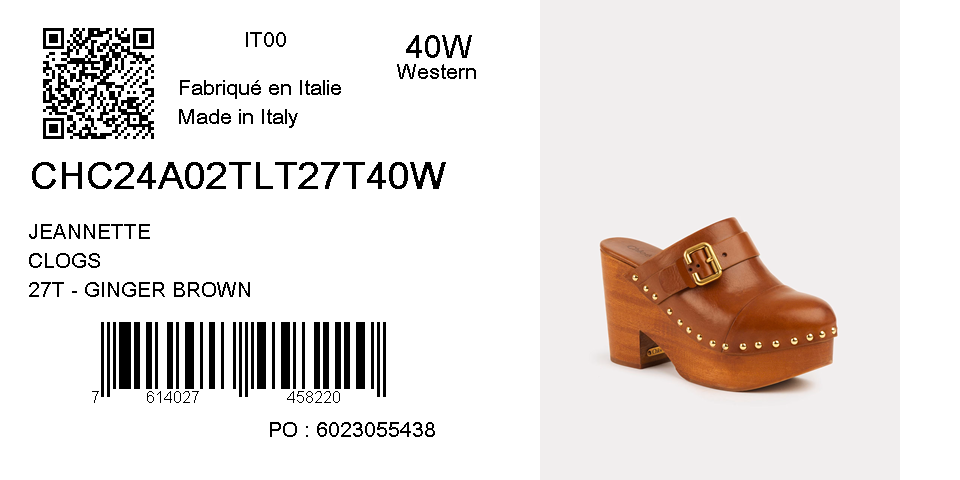 IT00
40W
Western
Fabriqué en Italie
Made in Italy
CHC24A02TLT27T40W
JEANNETTE
CLOGS
27T - GINGER BROWN
7 614027 458220
PO : 6023055438